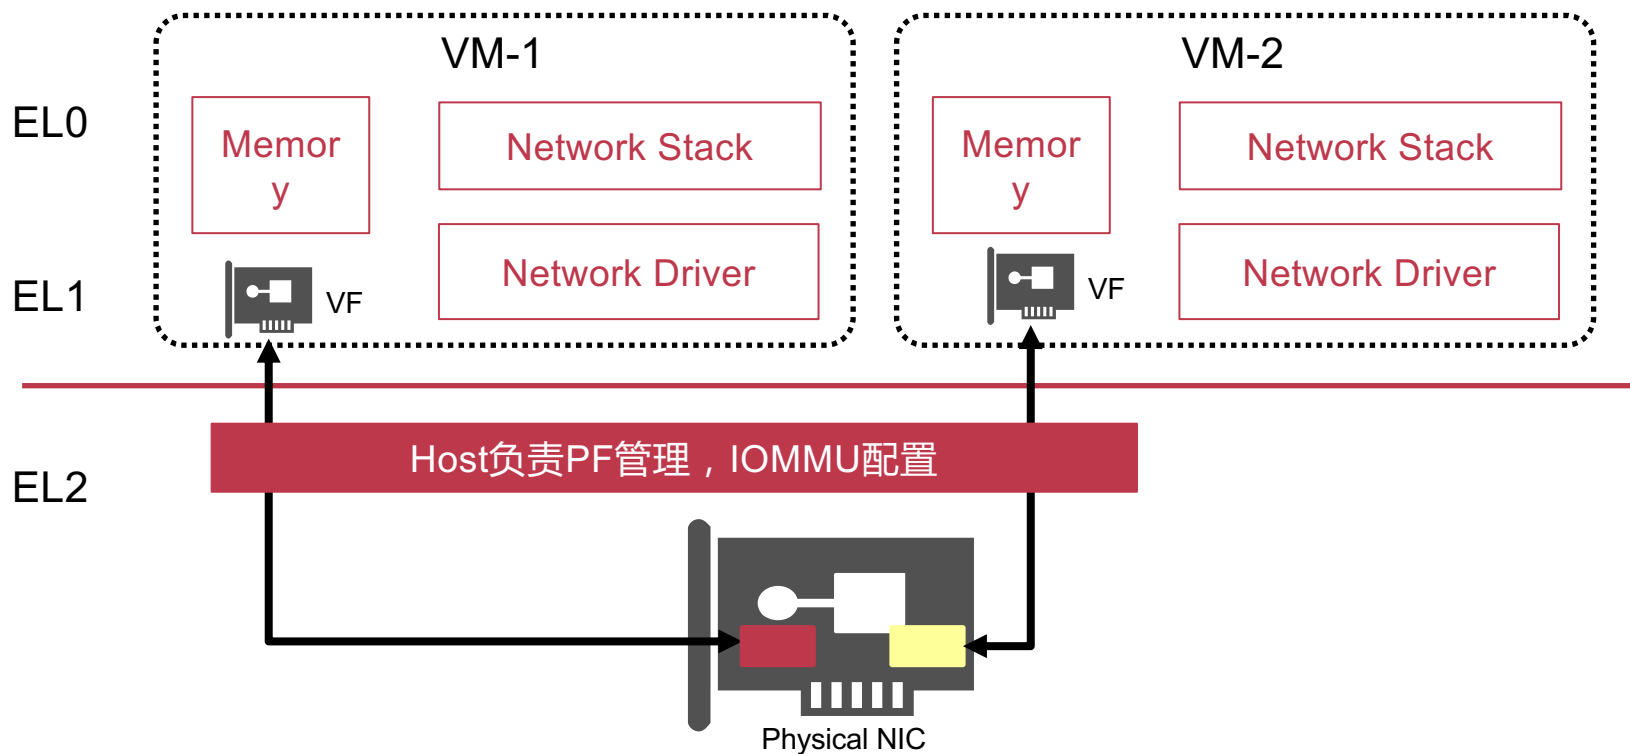 VM-1
VM-2
EL0
Memor
y
Network Stack
Memor
y
Network Stack
EL1
VF
Network Driver
VF
Network Driver
EL2
Host负责PF管理，IOMMU配置
Physical NIC